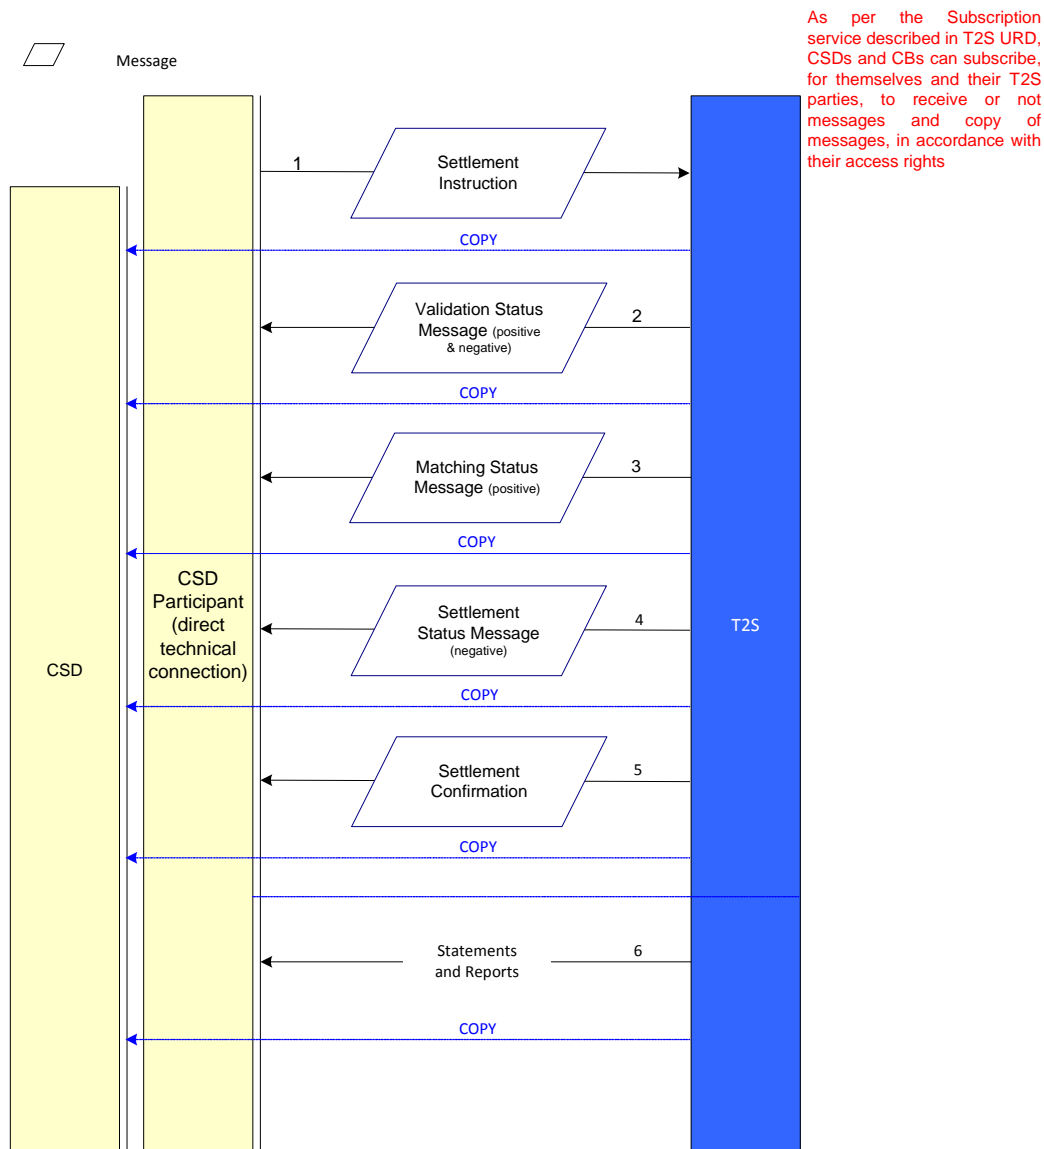 As per the Subscription
service described in T2S URD,
CSDs and CBs can subscribe,
for themselves and their T2S
parties, to receive or not
messages and copy of
messages, in accordance with
their access rights
Message
1
Settlement
Instruction
COPY
Validation Status
Message (positive
& negative)
2
COPY
Matching Status
Message (positive)
3
COPY
CSD
Participant
(direct
technical
connection)
Settlement
Status Message
(negative)
4
T2S
CSD
COPY
Settlement
Confirmation
5
COPY
Statements
and Reports
6
COPY